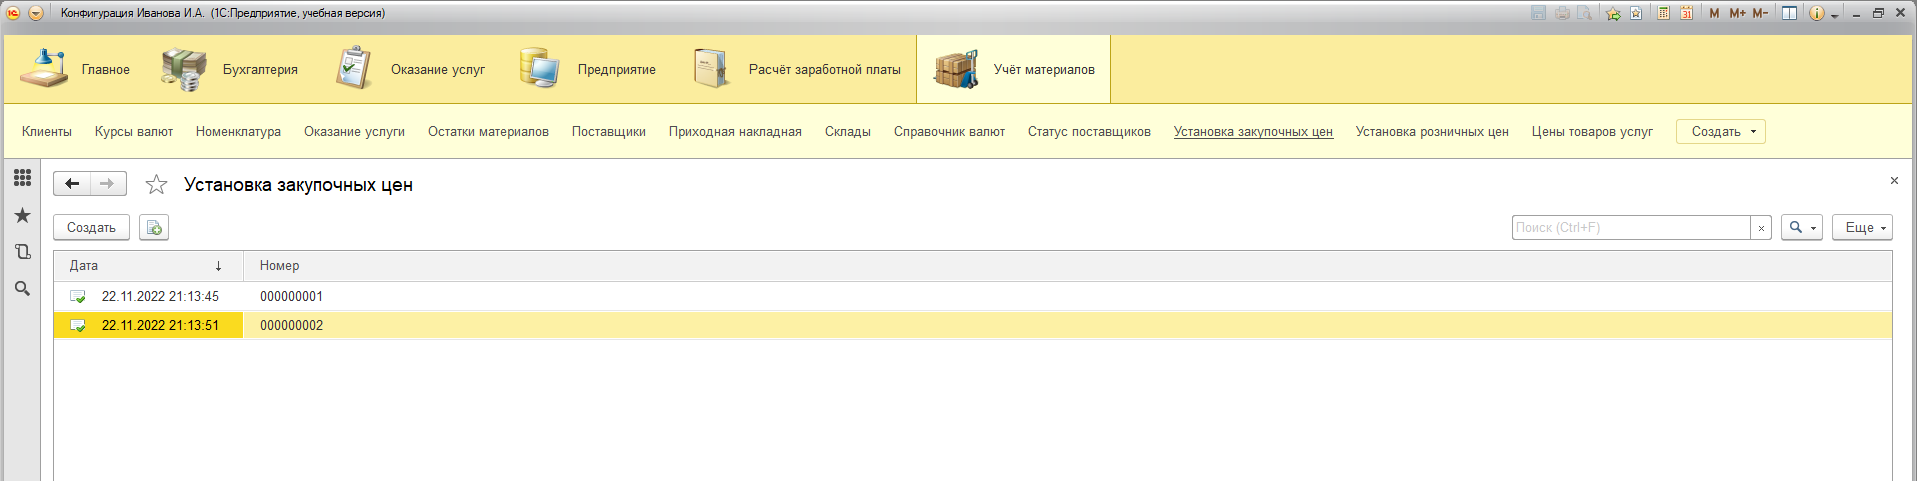 Конфигурация Иванова И.А. (1С:Предприятие, учебная версия)
31 M M+ M-
Главное Бухгалтерия Оказание услуг Предприятие Расчёт заработной платы Учёт материалов
Клиенты Курсы валют Номенклатура Оказание услуги Остатки материалов Поставщики Приходная накладная Склады Справочник валют Статус поставщиков Установка закупочных цен Установка розничных цен Цены товаров услуг Создать
Установка закупочных цен
Создать Поиск (Ctrl+F) Еще
Дата Номер
22.11.2022 21:13:45 000000001
22.11.2022 21:13:51 000000002